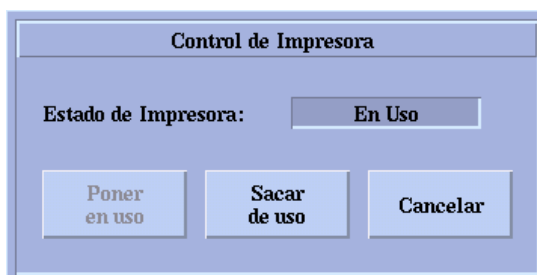 Control de Impresora
Estado de Impresora: En Uso
Poner
en uso
Sacar
de uso
Cancelar